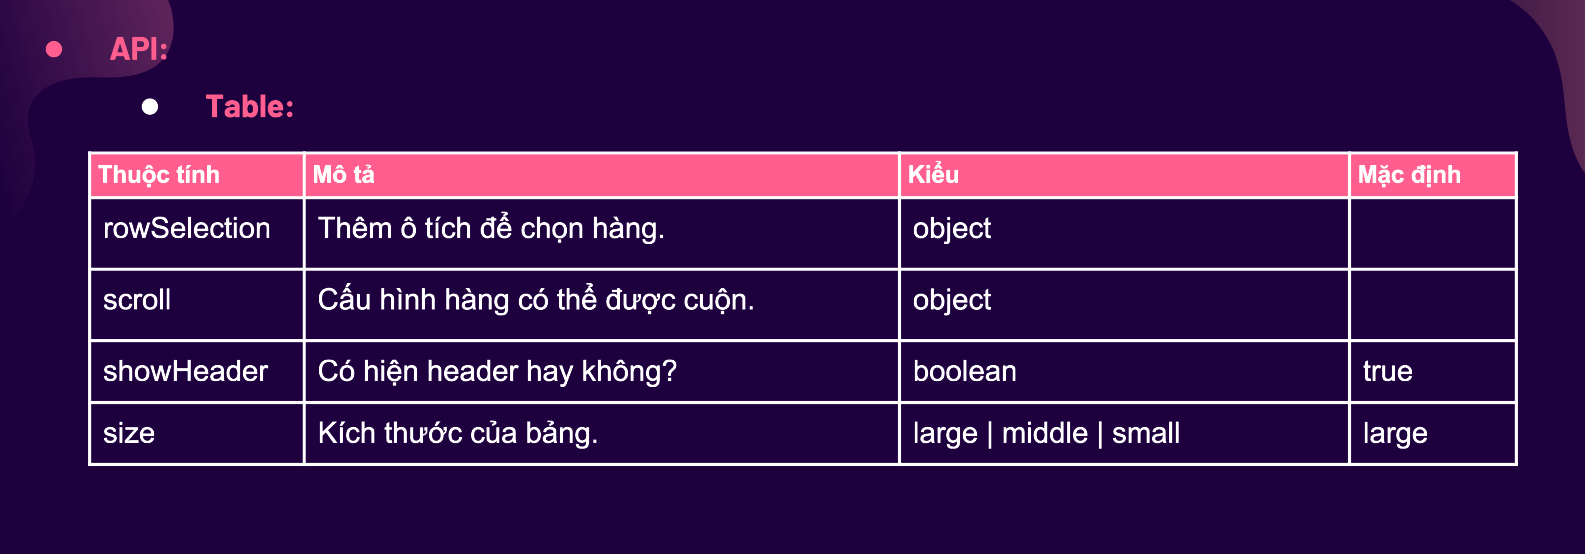 API:
Table:
Thuộc tính Mô tả Kiểu Mặc định
rowSelection Thêm ô tích để chọn hàng. object
scroll Cấu hình hàng có thể được cuộn. object
showHeader Có hiện header hay không? boolean true
size Kích thước của bảng. large | middle | small large